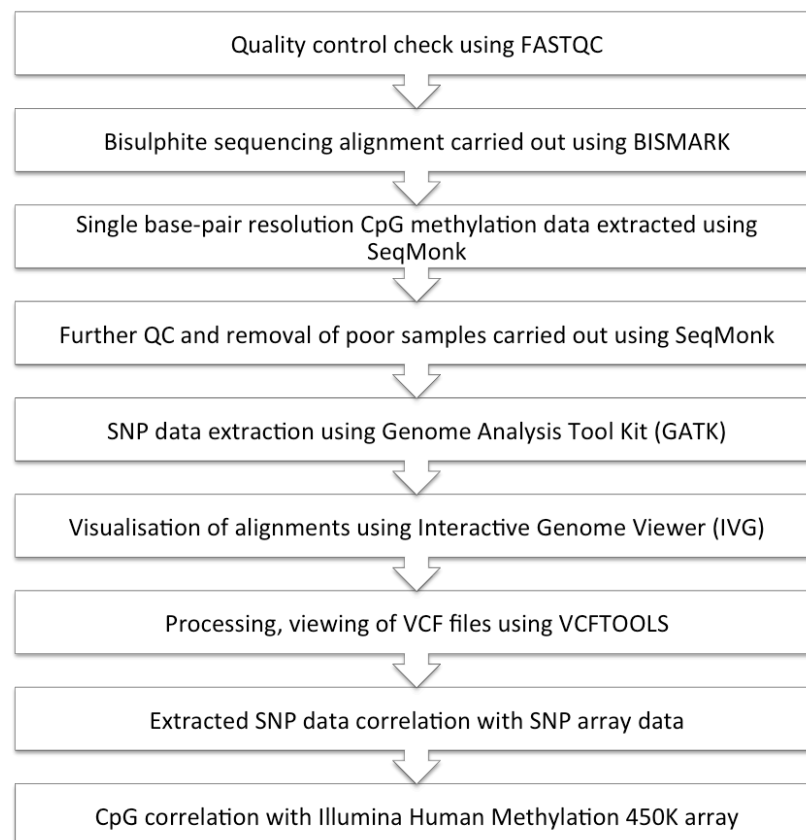 Quality control check using FASTQC
Bisulphite sequencing alignment carried out using BISMARK
Single base-pair resolution CpG methylation data extracted using
SeqMonk
Further QC and removal of poor samples carried out using SeqMonk
SNP data extraction using Genome Analysis Tool Kit (GATK)
Visualisation of alignments using Interactive Genome Viewer (IVG)
Processing, viewing of VCF files using VCFTOOLS
Extracted SNP data correlation with SNP array data
CpG correlation with Illumina Human Methylation 450K array